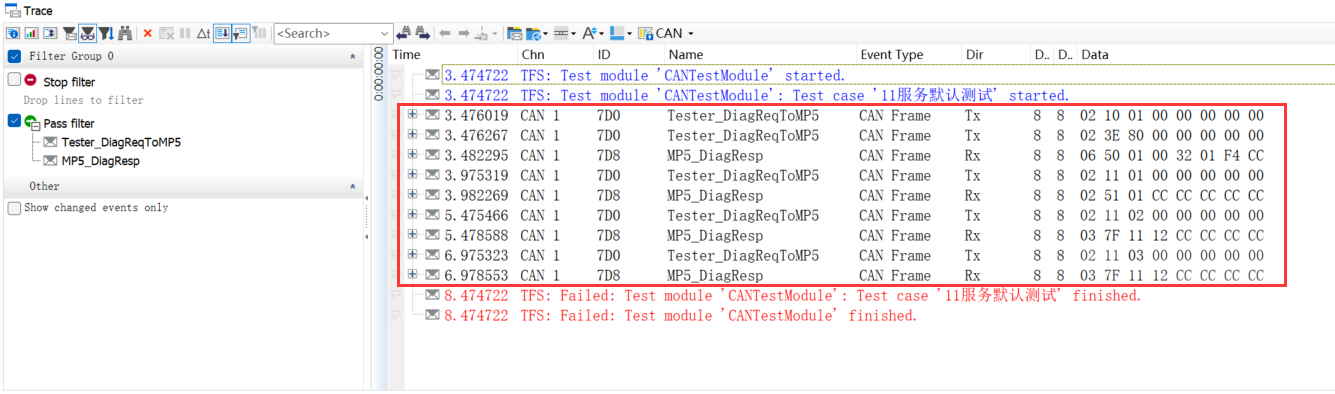 Trace
<Search>
CAN
Filter Group 0
Stop filter
Drop lines to filter
Pass filter
Tester_DiagReqToMP5
MP5_DiagResp
Other
Show changed events only
0:00:00:00
Time Chn ID Name Event Type Dir D.. D.. Data
3.474722 TFS: Test module 'CANTestModule' started.
3.474722 TFS: Test module 'CANTestModule': Test case '11服务默认测试' started.
3.476019 CAN 1 7D0 Tester_DiagReqToMP5 CAN Frame Tx 8 8 02 10 01 00 00 00 00 00
3.476267 CAN 1 7D0 Tester_DiagReqToMP5 CAN Frame Tx 8 8 02 3E 80 00 00 00 00 00
3.482295 CAN 1 7D8 MP5_DiagResp CAN Frame Rx 8 8 06 50 01 00 32 01 F4 CC
3.975319 CAN 1 7D0 Tester_DiagReqToMP5 CAN Frame Tx 8 8 02 11 01 00 00 00 00 00
3.982269 CAN 1 7D8 MP5_DiagResp CAN Frame Rx 8 8 02 51 01 CC CC CC CC CC
5.475466 CAN 1 7D0 Tester_DiagReqToMP5 CAN Frame Tx 8 8 02 11 02 00 00 00 00 00
5.478588 CAN 1 7D8 MP5_DiagResp CAN Frame Rx 8 8 03 7F 11 12 CC CC CC CC
6.975323 CAN 1 7D0 Tester_DiagReqToMP5 CAN Frame Tx 8 8 02 11 03 00 00 00 00 00
6.978553 CAN 1 7D8 MP5_DiagResp CAN Frame Rx 8 8 03 7F 11 12 CC CC CC CC
8.474722 TFS: Failed: Test module 'CANTestModule': Test case '11服务默认测试' finished.
8.474722 TFS: Failed: Test module 'CANTestModule' finished.